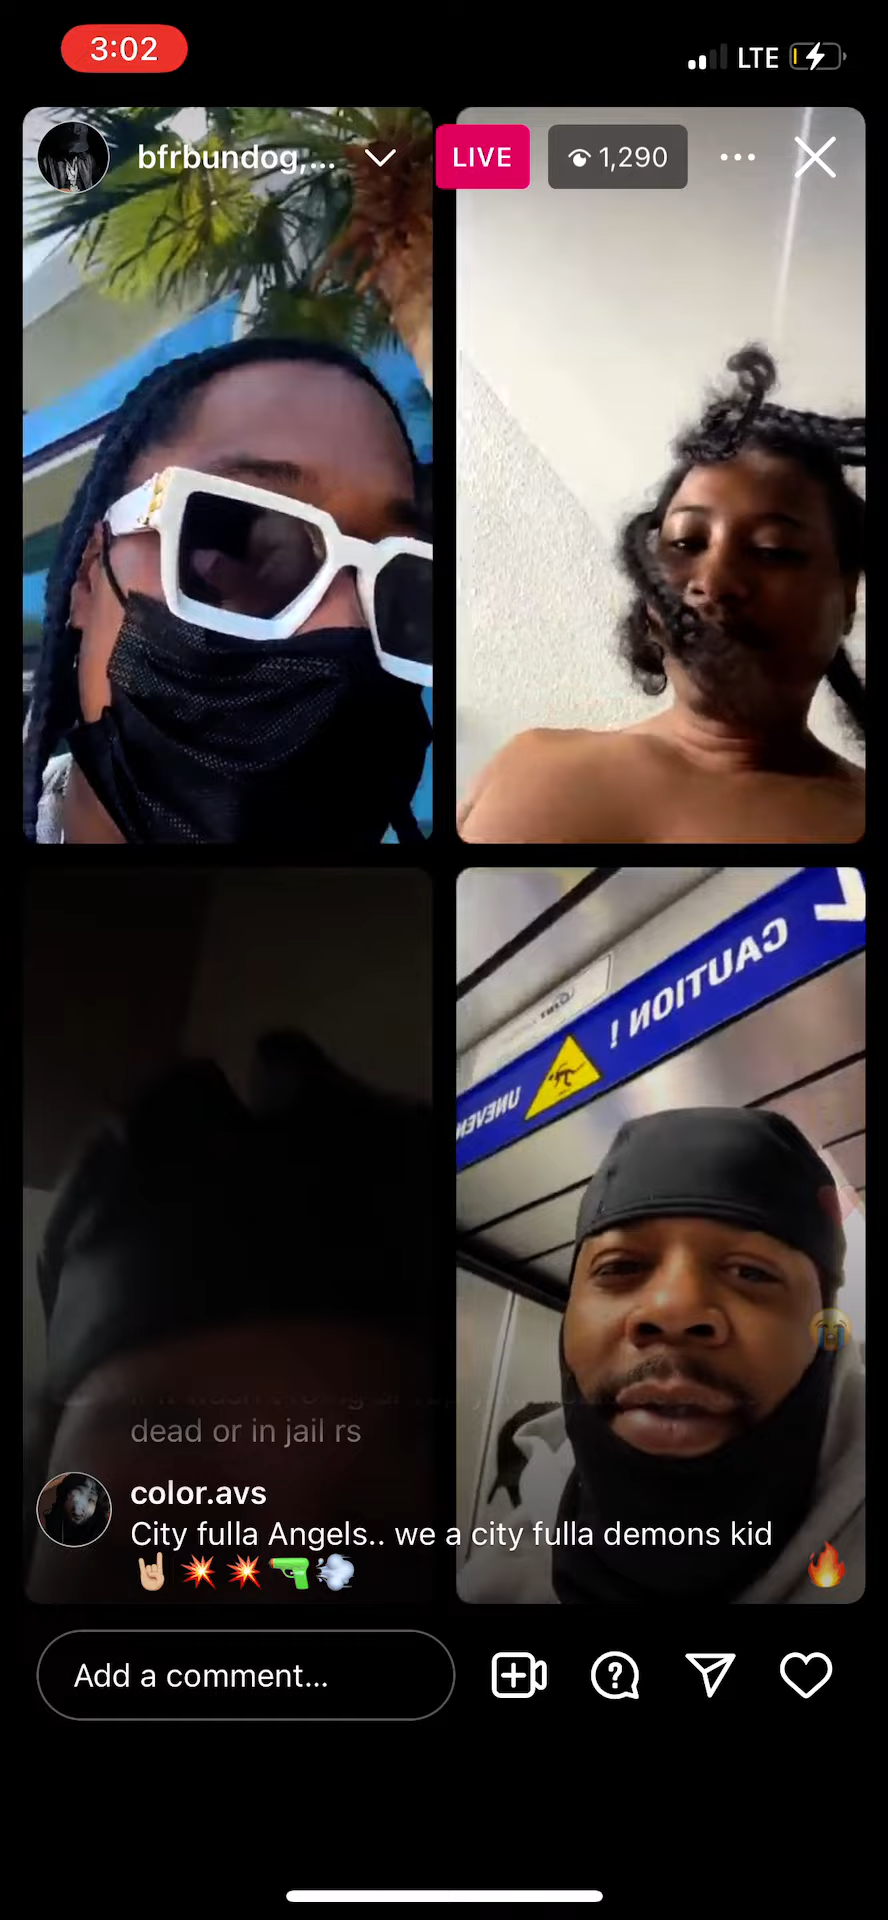 3:02
LTE
bfrbundog,...
LIVE
1,290
CAUTION !
UNEVEN
dead or in jail rs
color.avs
City fulla Angels.. we a city fulla demons kid
🤘🏼💥💥🔫💨
Add a comment...